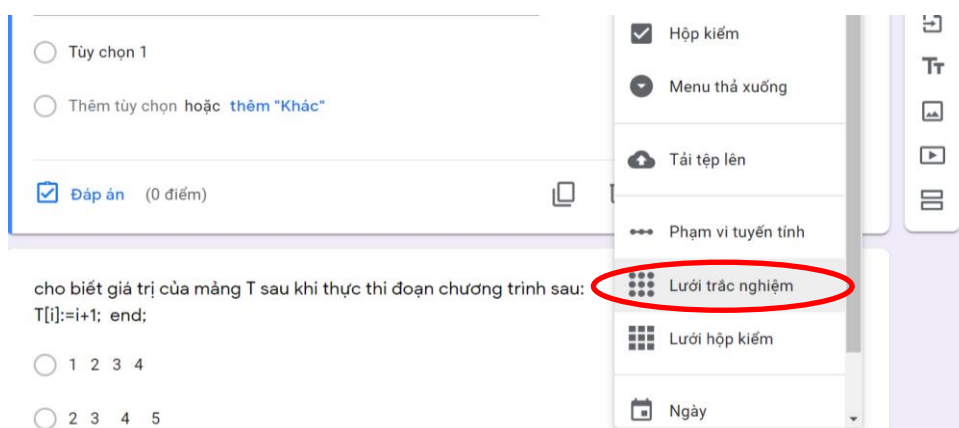 Tùy chọn 1
Thêm tùy chọn hoặc thêm "Khác"
Đáp án (0 điểm)
Hộp kiểm
Menu thả xuống
Tải tệp lên
Phạm vi tuyến tính
Lưới trắc nghiệm
Lưới hộp kiểm
Ngày
Tт
cho biết giá trị của mảng T sau khi thực thi đoạn chương trình sau:
T[i]:=i+1; end;
1 2 3 4
2 3 4 5